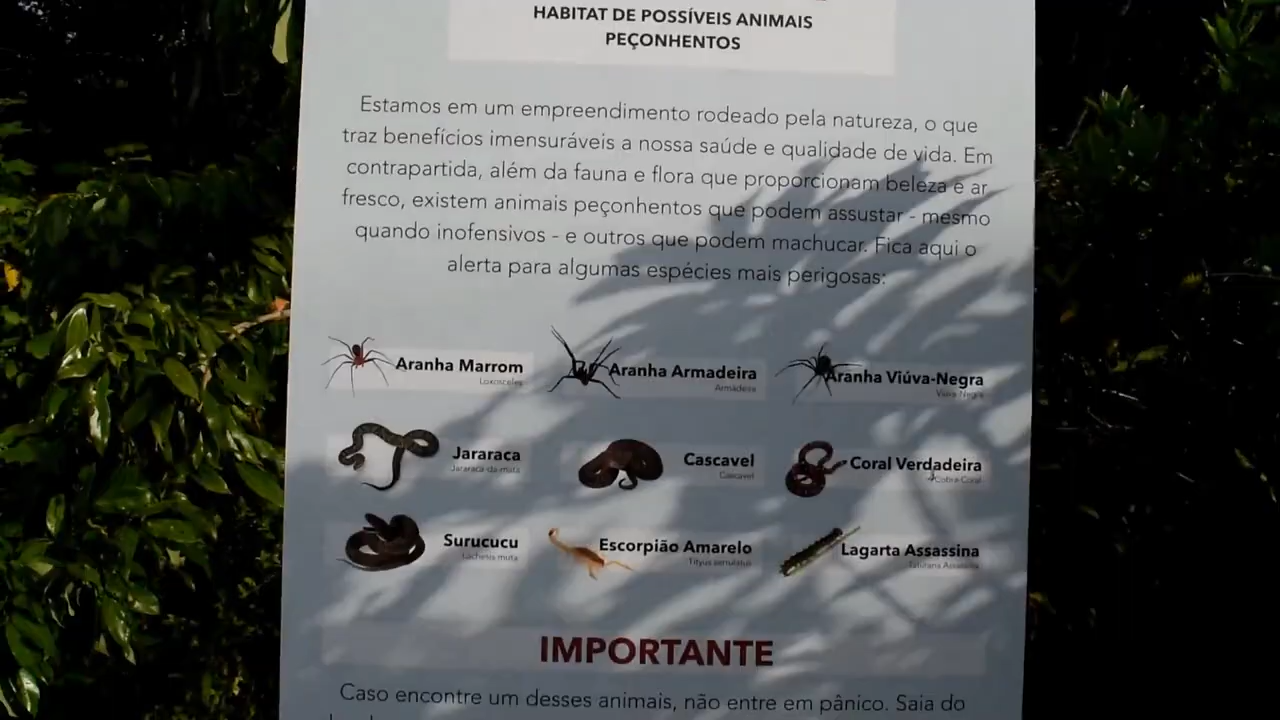 HABITAT DE POSSÍVEIS ANIMAIS
PEÇONHENTOS
Estamos em um empreendimento rodeado pela natureza, o que
traz benefícios imensuráveis a nossa saúde e qualidade de vida. Em
contrapartida, além da fauna e flora que proporcionam beleza e ar
fresco, existem animais peçonhentos que podem assustar - mesmo
quando inofensivos - e outros que podem machucar. Fica aqui o
alerta para algumas espécies mais perigosas:
Aranha Marrom
Loxosceles
Aranha Armadeira
Armadeira
Aranha Viúva-Negra
Viúva Negra
Jararaca
Jararaca-da-mata
Cascavel
Cascavel
Coral Verdadeira
Cobra-Coral
Surucucu
Lachesis muta
Escorpião Amarelo
Tityus serrulatus
Lagarta Assassina
Taturana Assassina
IMPORTANTE
Caso encontre um desses animais, não entre em pânico. Saia do